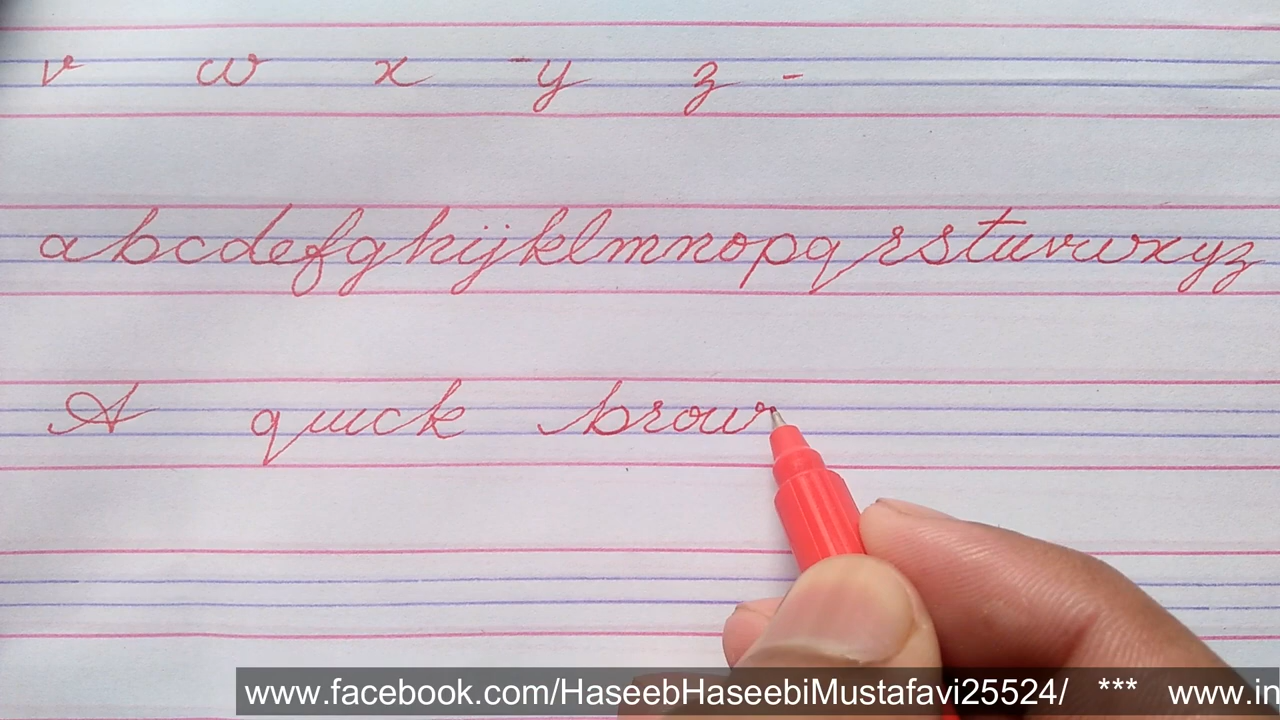 v w x y z -
abcdefghijklmnopqrstuvwxyz
A quick brow
www.facebook.com/HaseebHaseebiMustafavi25524/ *** www.in